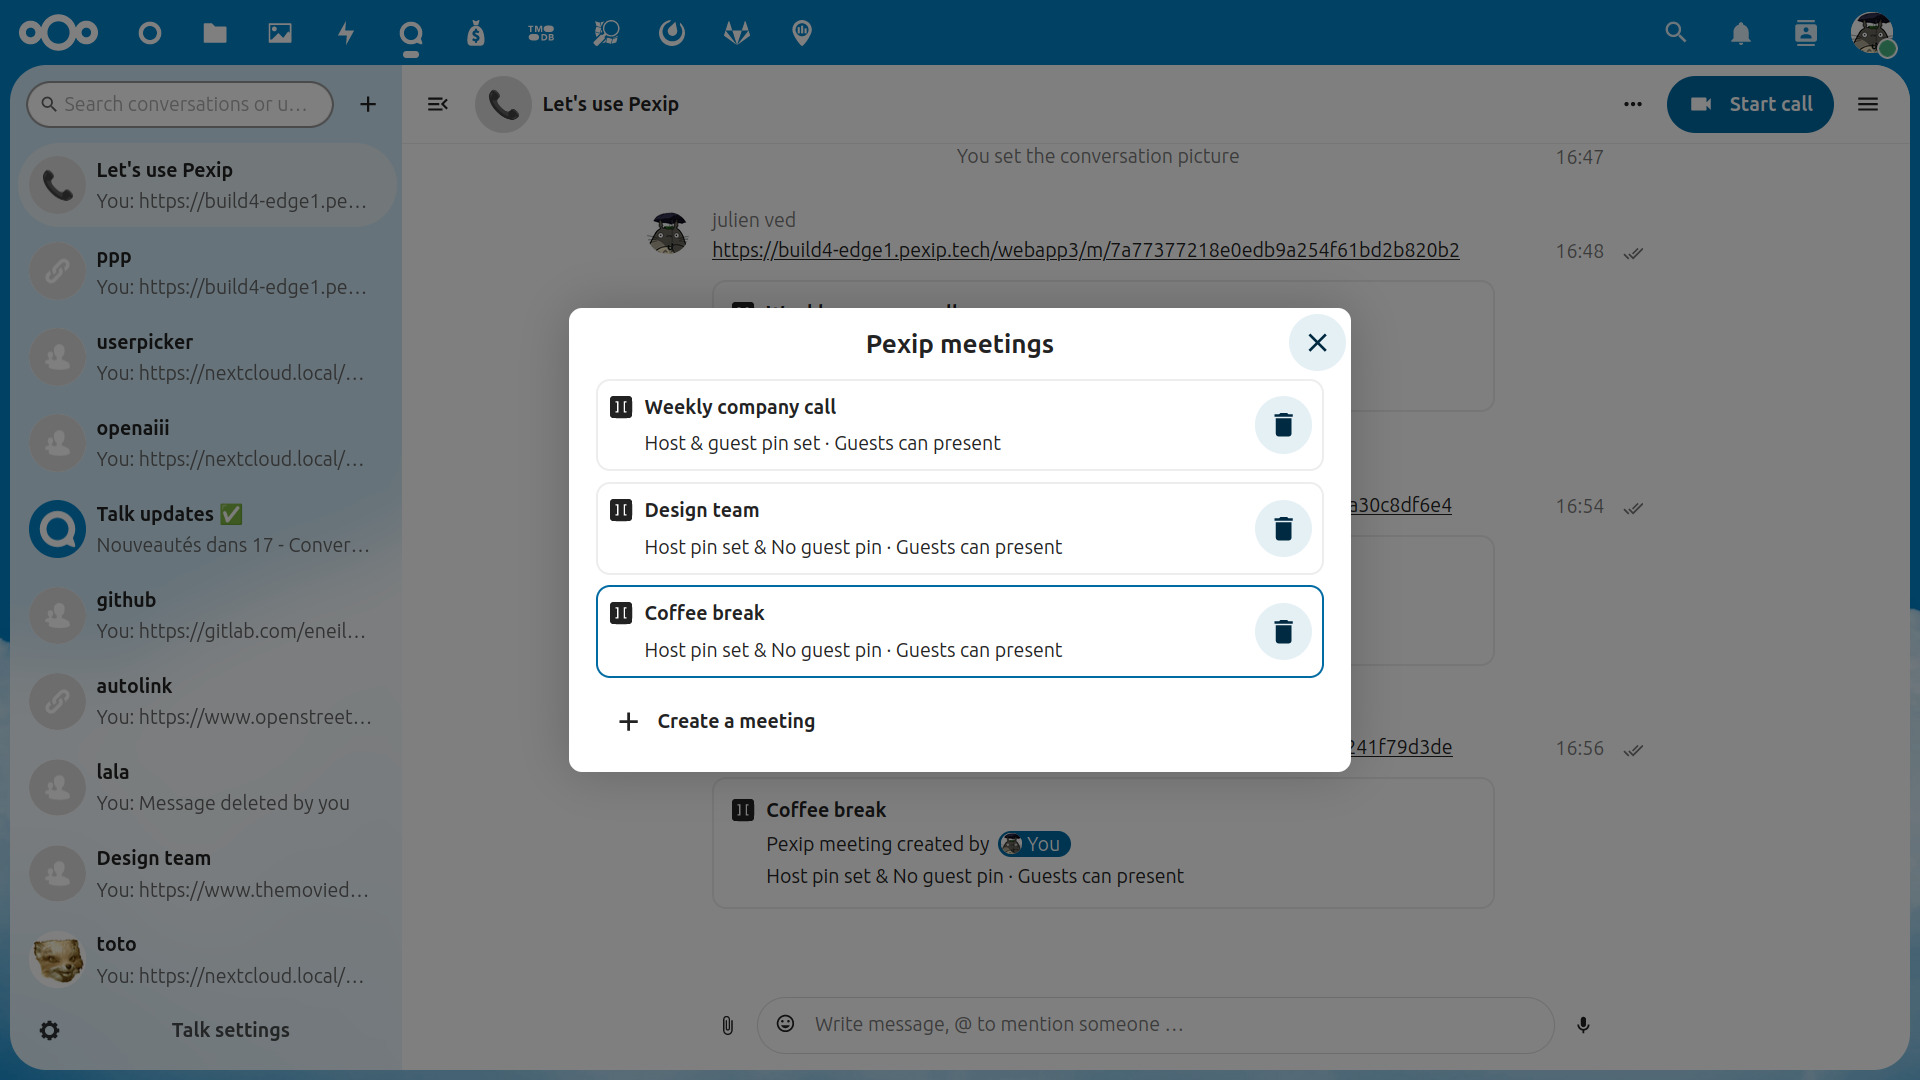 TM
DB
Search conversations or u...
Let's use Pexip
Start call
Let's use Pexip
You: https://build4-edge1.pe...
ppp
You: https://build4-edge1.pe...
userpicker
You: https://nextcloud.local/...
openaiii
You: https://nextcloud.local/...
Talk updates ✅
Nouveautés dans 17 - Conver...
github
You: https://gitlab.com/eneil...
autolink
You: https://www.openstreet...
lala
You: Message deleted by you
Design team
You: https://www.themovied...
toto
You: https://nextcloud.local/...
Talk settings
You set the conversation picture
16:47
julien ved
https://build4-edge1.pexip.tech/webapp3/m/7a77377218e0edb9a254f61bd2b820b2
16:48
Pexip meetings
Weekly company call
Host & guest pin set · Guests can present
Design team
Host pin set & No guest pin · Guests can present
Coffee break
Host pin set & No guest pin · Guests can present
Create a meeting
a30c8df6e4
16:54
241f79d3de
16:56
Coffee break
Pexip meeting created by You
Host pin set & No guest pin · Guests can present
Write message, @ to mention someone ...